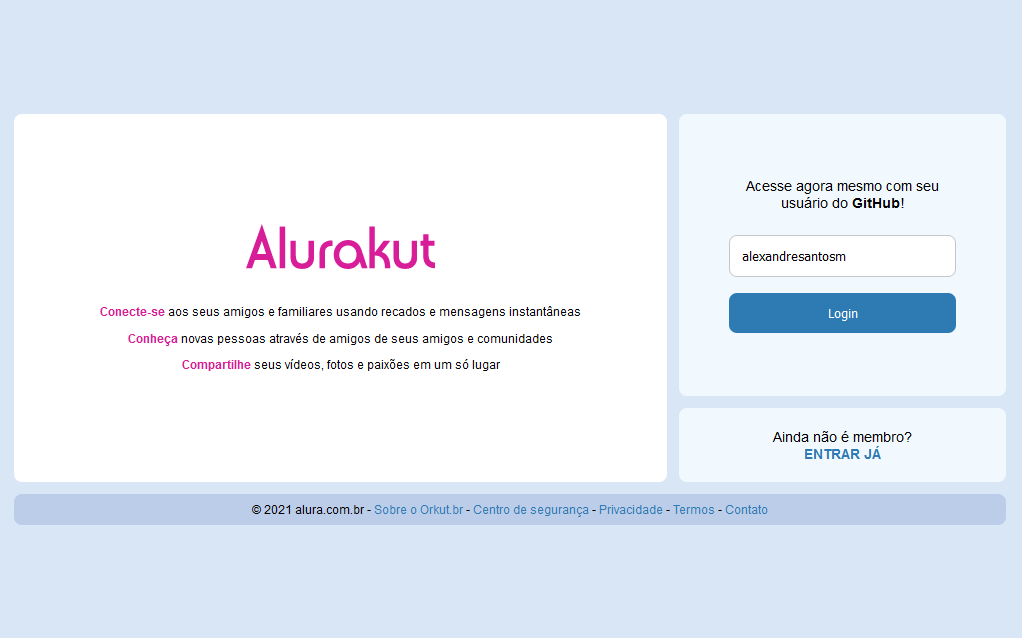 Alurakut
Conecte-se aos seus amigos e familiares usando recados e mensagens instantâneas
Conheça novas pessoas através de amigos de seus amigos e comunidades
Compartilhe seus vídeos, fotos e paixões em um só lugar
Acesse agora mesmo com seu
usuário do GitHub!
alexandresantosm
Login
Ainda não é membro?
ENTRAR JÁ
© 2021 alura.com.br - Sobre o Orkut.br - Centro de segurança - Privacidade - Termos - Contato